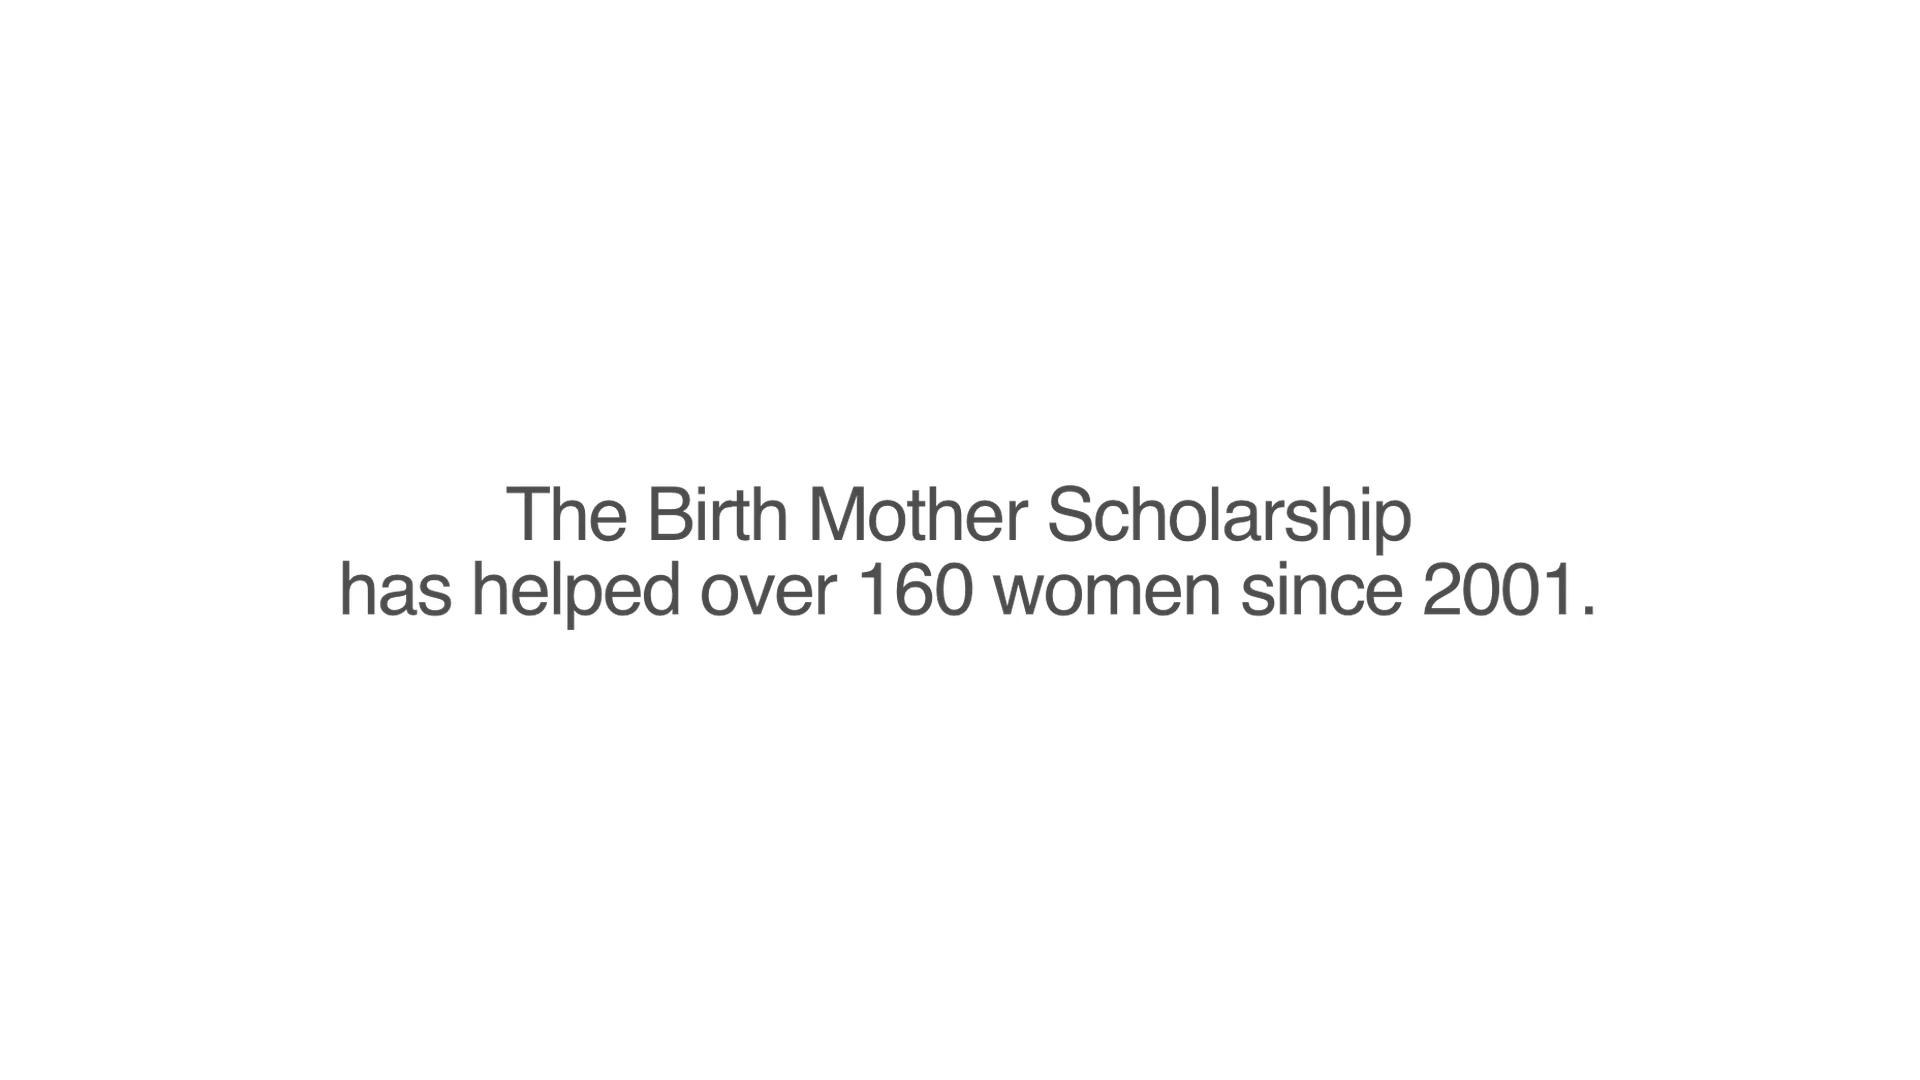 The Birth Mother Scholarship
has helped over 160 women since 2001.